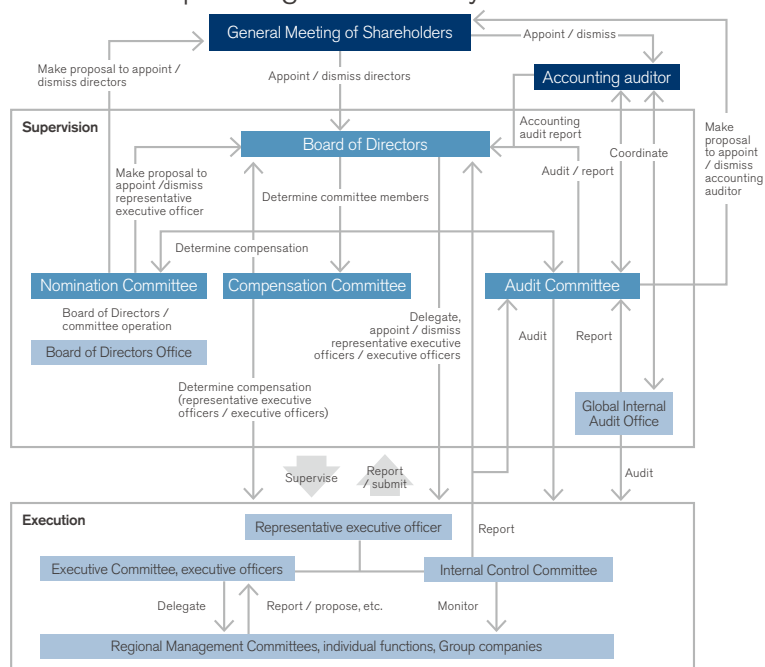 General Meeting of Shareholders
Appoint / dismiss
Make proposal to appoint /
dismiss directors
Appoint / dismiss directors
Accounting auditor
Supervision
Accounting
audit report
Board of Directors
Coordinate
Make
proposal
to appoint
/ dismiss
accounting
auditor
Make proposal to
appoint /dismiss
representative
executive officer
Audit / report
Determine committee members
Determine compensation
Nomination Committee
Compensation Committee
Audit Committee
Board of Directors /
committee operation
Board of Directors Office
Delegate,
appoint / dismiss
representative executive
officers / executive officers
Audit
Report
Determine compensation
(representative executive
officers / executive officers)
Global Internal
Audit Office
Supervise
Report
/ submit
Audit
Execution
Representative executive officer
Report
Executive Committee, executive officers
Internal Control Committee
Delegate
Report / propose, etc.
Monitor
Regional Management Committees, individual functions, Group companies